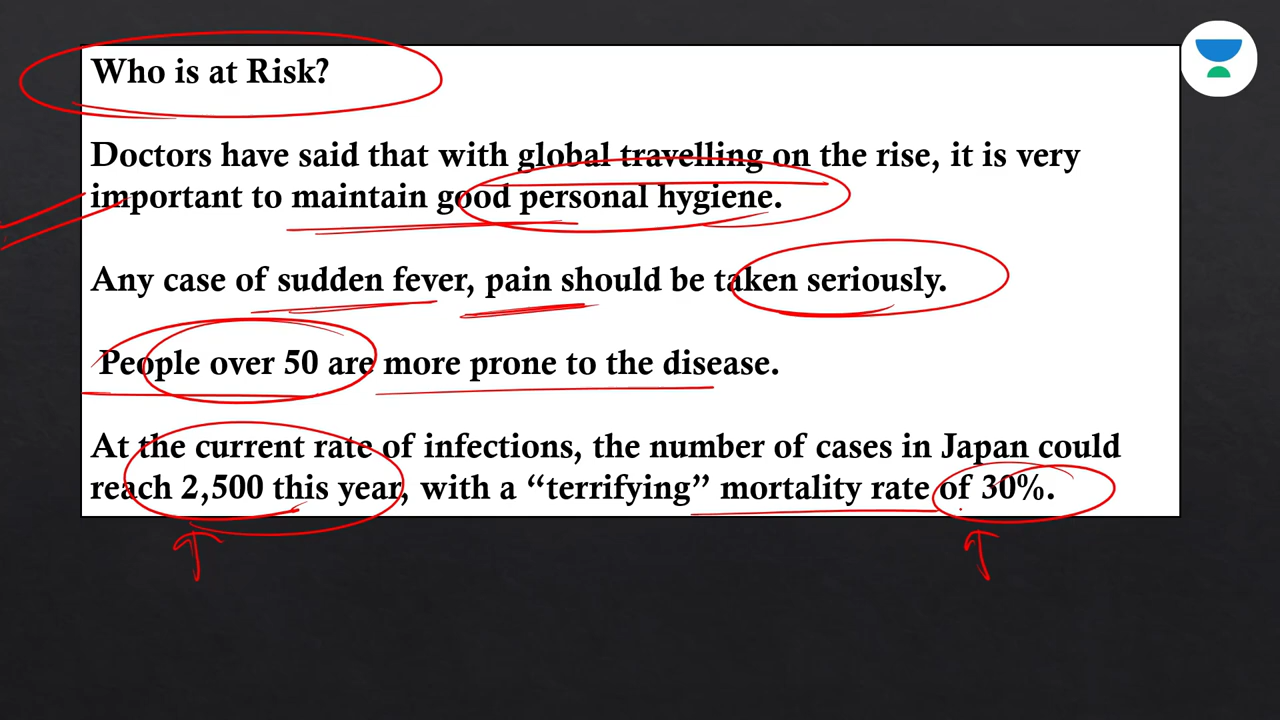 Who is at Risk?
Doctors have said that with global travelling on the rise, it is very
important to maintain good personal hygiene.
Any case of sudden fever, pain should be taken seriously.
People over 50 are more prone to the disease.
At the current rate of infections, the number of cases in Japan could
reach 2,500 this year, with a “terrifying” mortality rate of 30%.